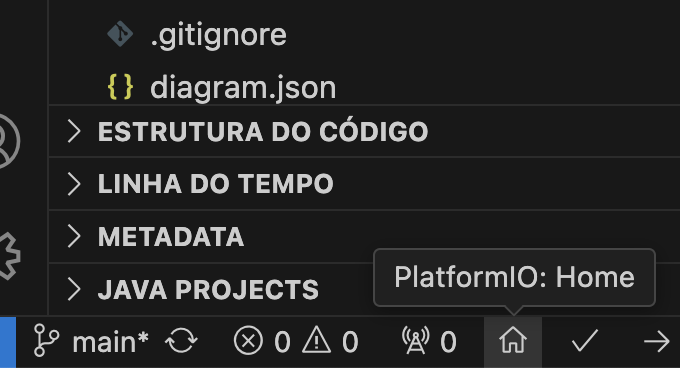 .gitignore
{} diagram.json
ESTRUTURA DO CÓDIGO
LINHA DO TEMPO
METADATA
PlatformIO: Home
JAVA PROJECTS
main* 0 0 0